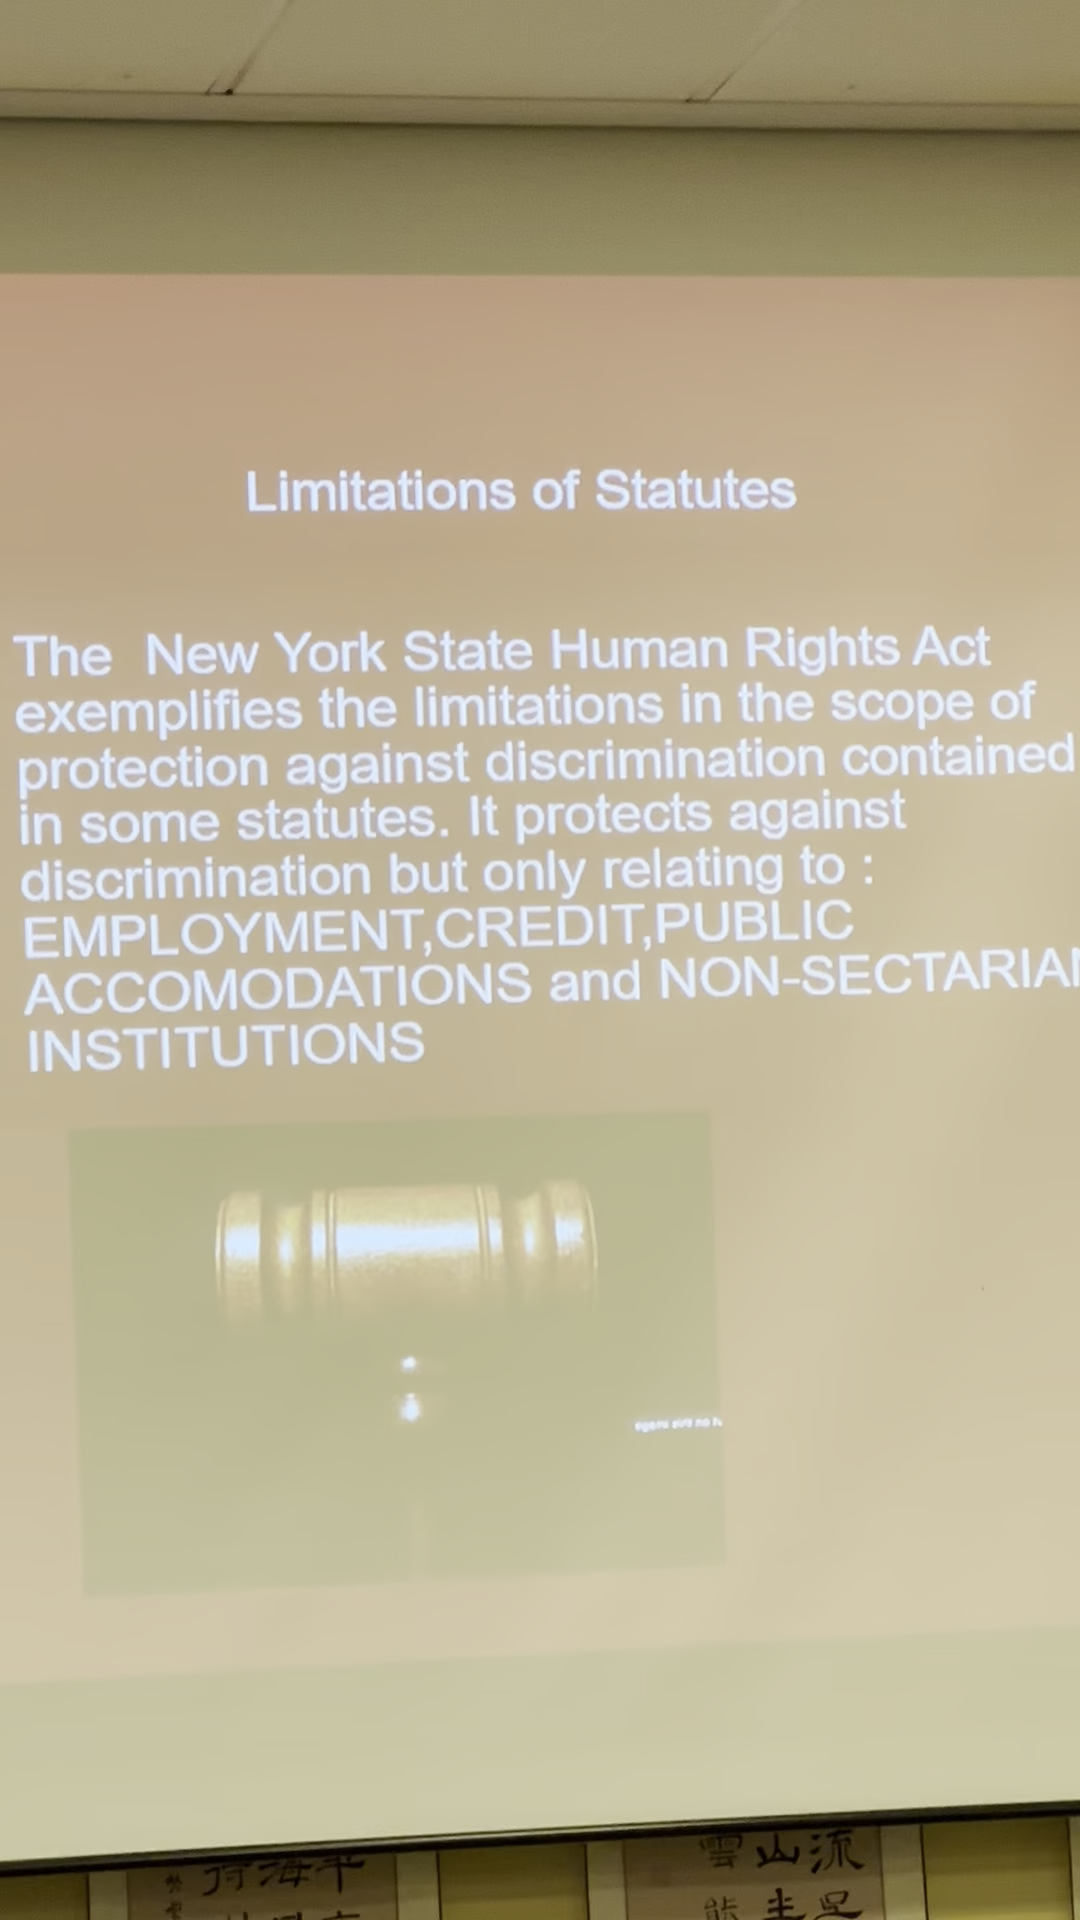 Limitations of Statutes
The New York State Human Rights Act
exemplifies the limitations in the scope of
protection against discrimination contained
in some statutes. It protects against
discrimination but only relating to :
EMPLOYMENT,CREDIT,PUBLIC
ACCOMODATIONS and NON-SECTARIAN
INSTITUTIONS
雲山流